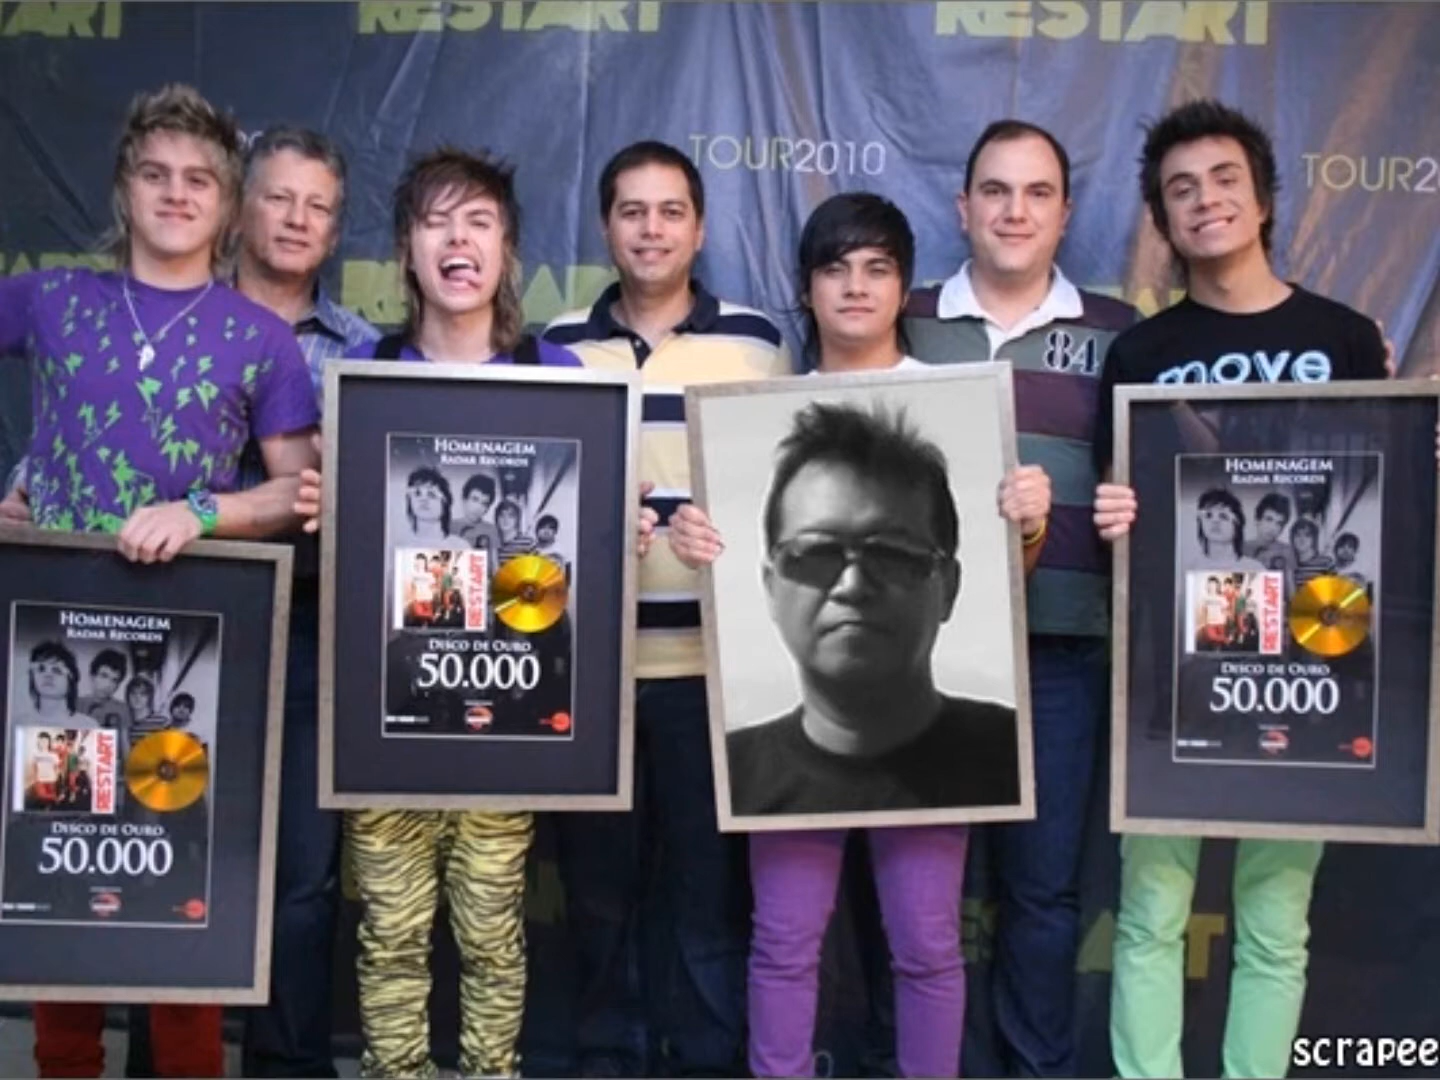 RESTART
RESTART
TOUR2010
TOUR2
RESTART
84
move
HOMENAGEM
RADAR RECORDS
RESTART
DISCO DE OURO
50.000
HOMENAGEM
RADAR RECORDS
RESTART
DISCO DE OURO
50.000
HOMENAGEM
RADAR RECORDS
RESTART
DISCO DE OURO
50.000
scrapee